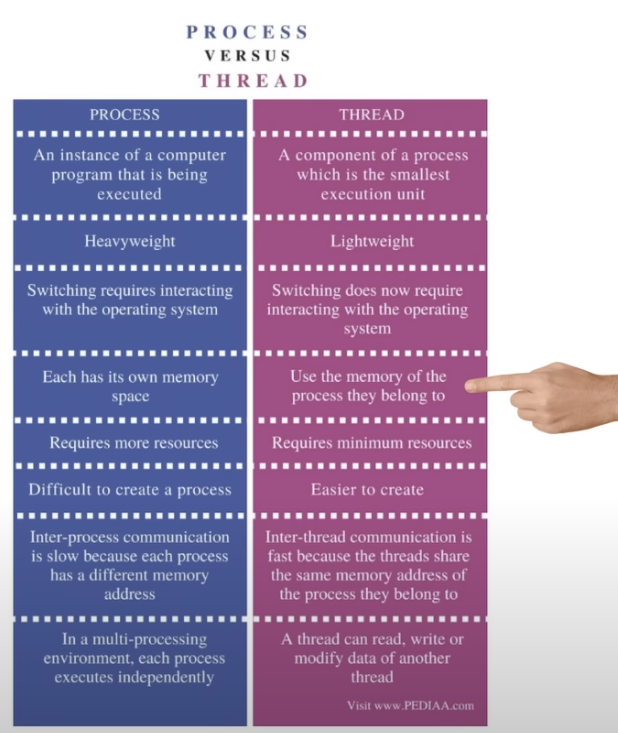 PROCESS
VERSUS
THREAD
PROCESS
THREAD
An instance of a computer
program that is being
executed
A component of a process
which is the smallest
execution unit
Heavyweight
Lightweight
Switching requires interacting
with the operating system
Switching does now require
interacting with the operating
system
Each has its own memory
space
Use the memory of the
process they belong to
Requires more resources
Requires minimum resources
Difficult to create a process
Easier to create
Inter-process communication
is slow because each process
has a different memory
address
Inter-thread communication is
fast because the threads share
the same memory address of
the process they belong to
In a multi-processing
environment, each process
executes independently
A thread can read, write or
modify data of another
thread
Visit www.PEDIAA.com